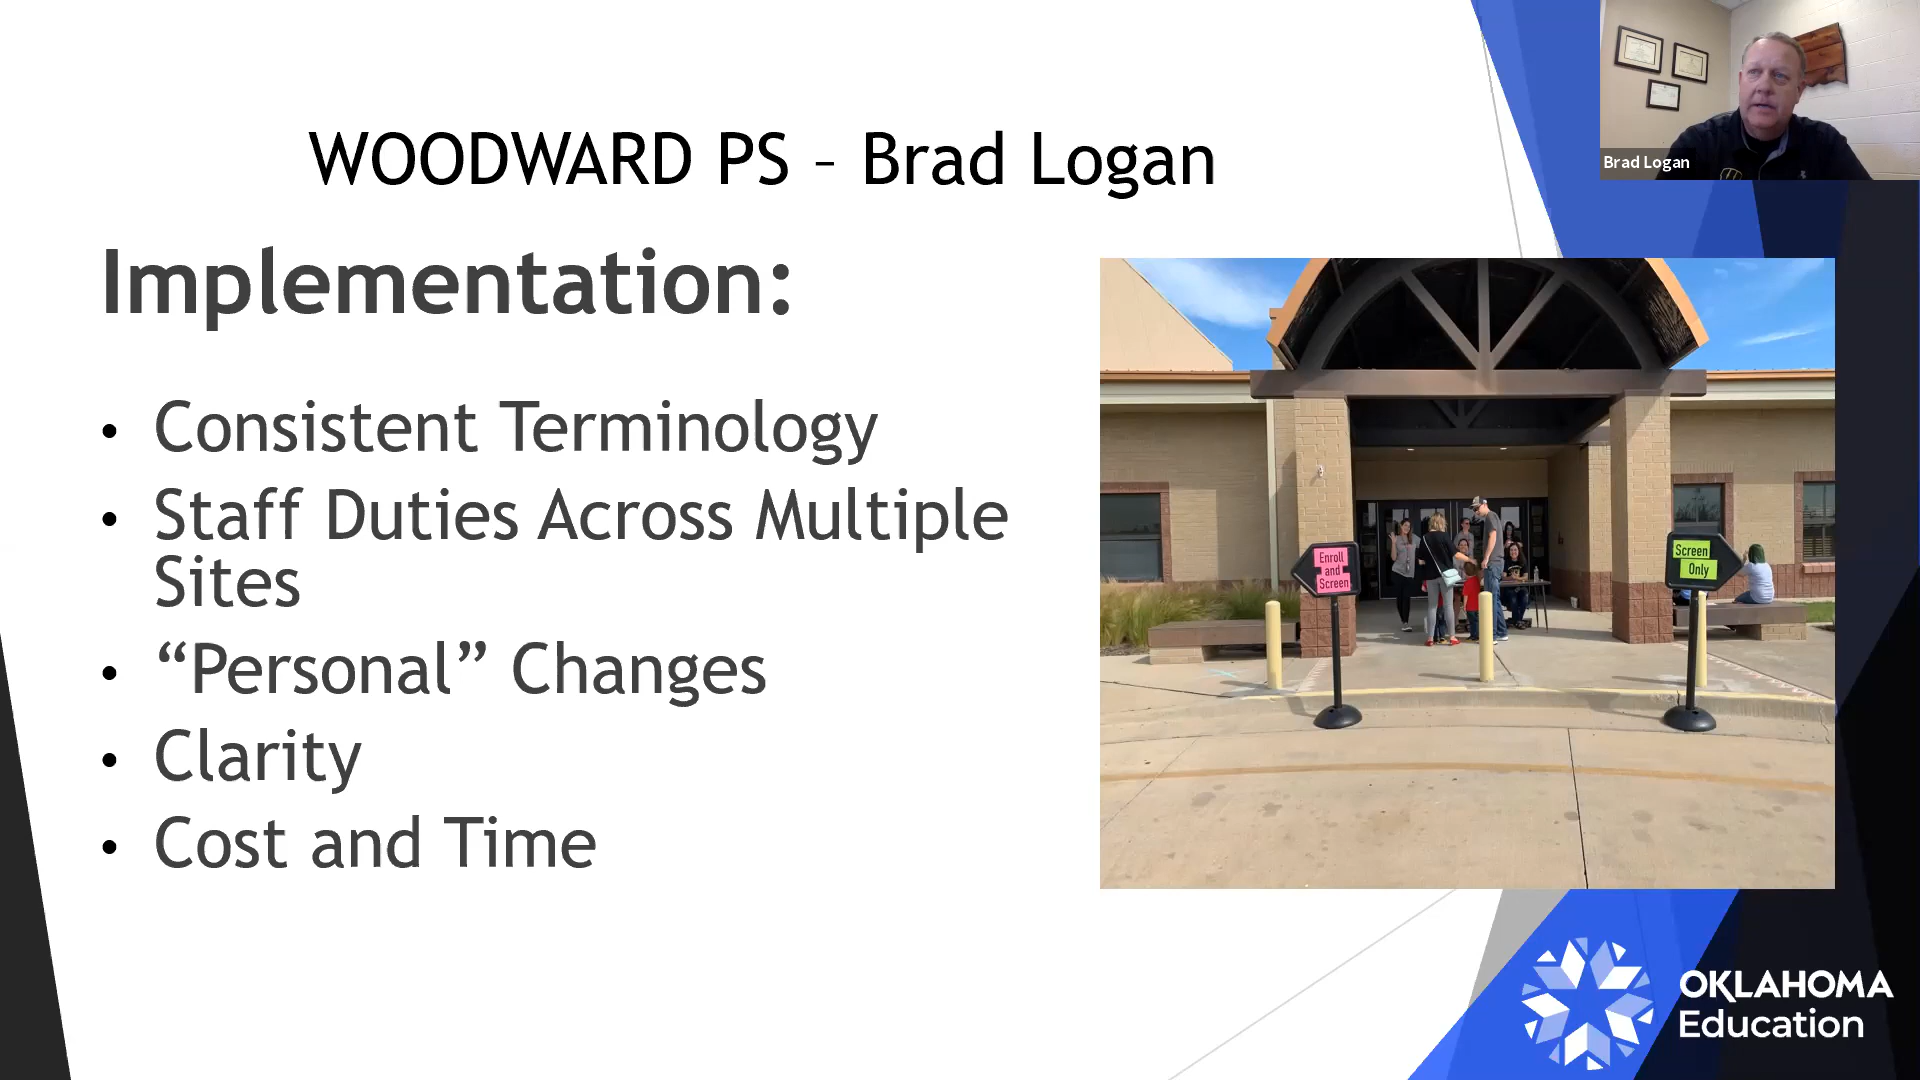 WOODWARD PS – Brad Logan
Brad Logan
Implementation:
• Consistent Terminology
• Staff Duties Across Multiple
Sites
• “Personal” Changes
• Clarity
• Cost and Time
Enroll
and
Screen
Screen
Only
OKLAHOMA
Education